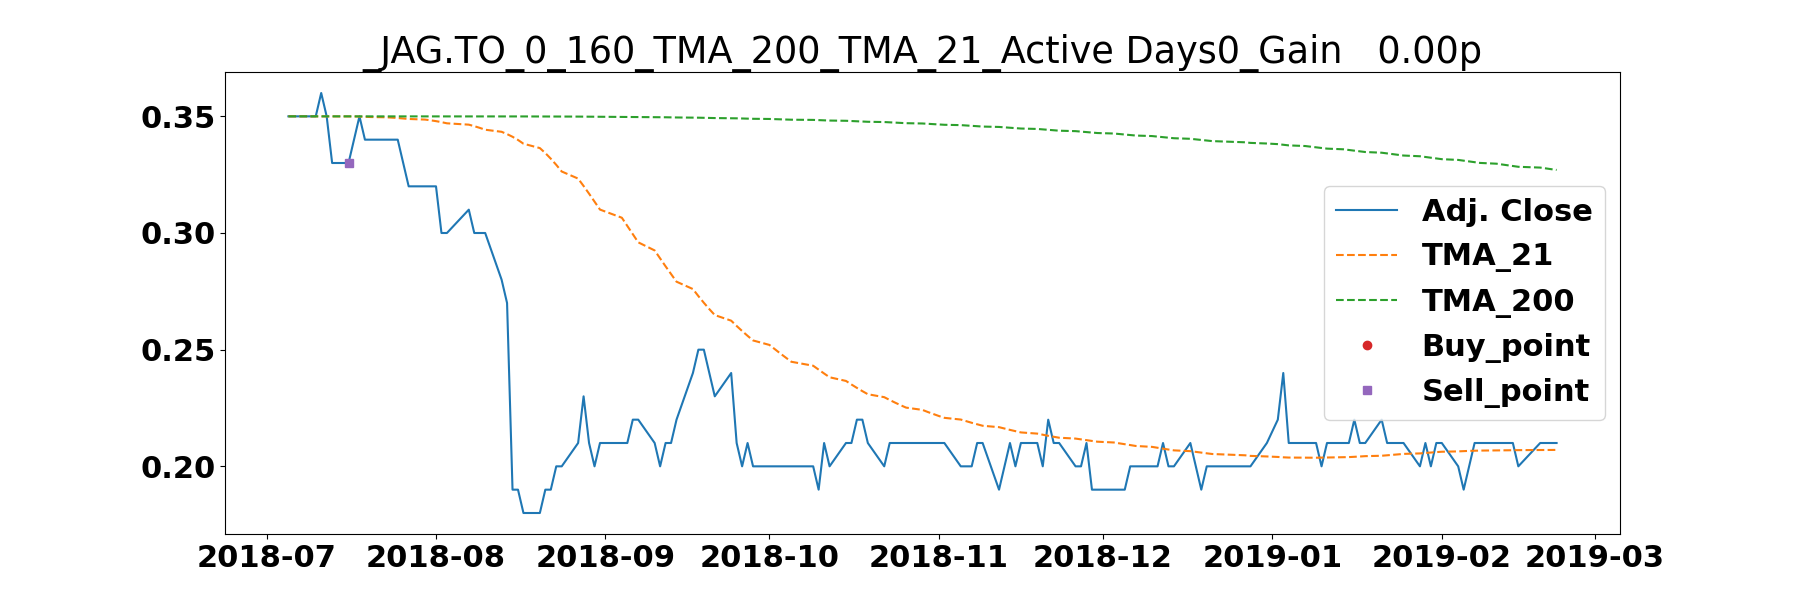 _JAG.TO_0_160_TMA_200_TMA_21_Active Days0_Gain   0.00p
0.35
0.30
0.25
0.20
Adj. Close
TMA_21
TMA_200
Buy_point
Sell_point
2018-07 2018-08 2018-09 2018-10 2018-11 2018-12 2019-01 2019-02 2019-03